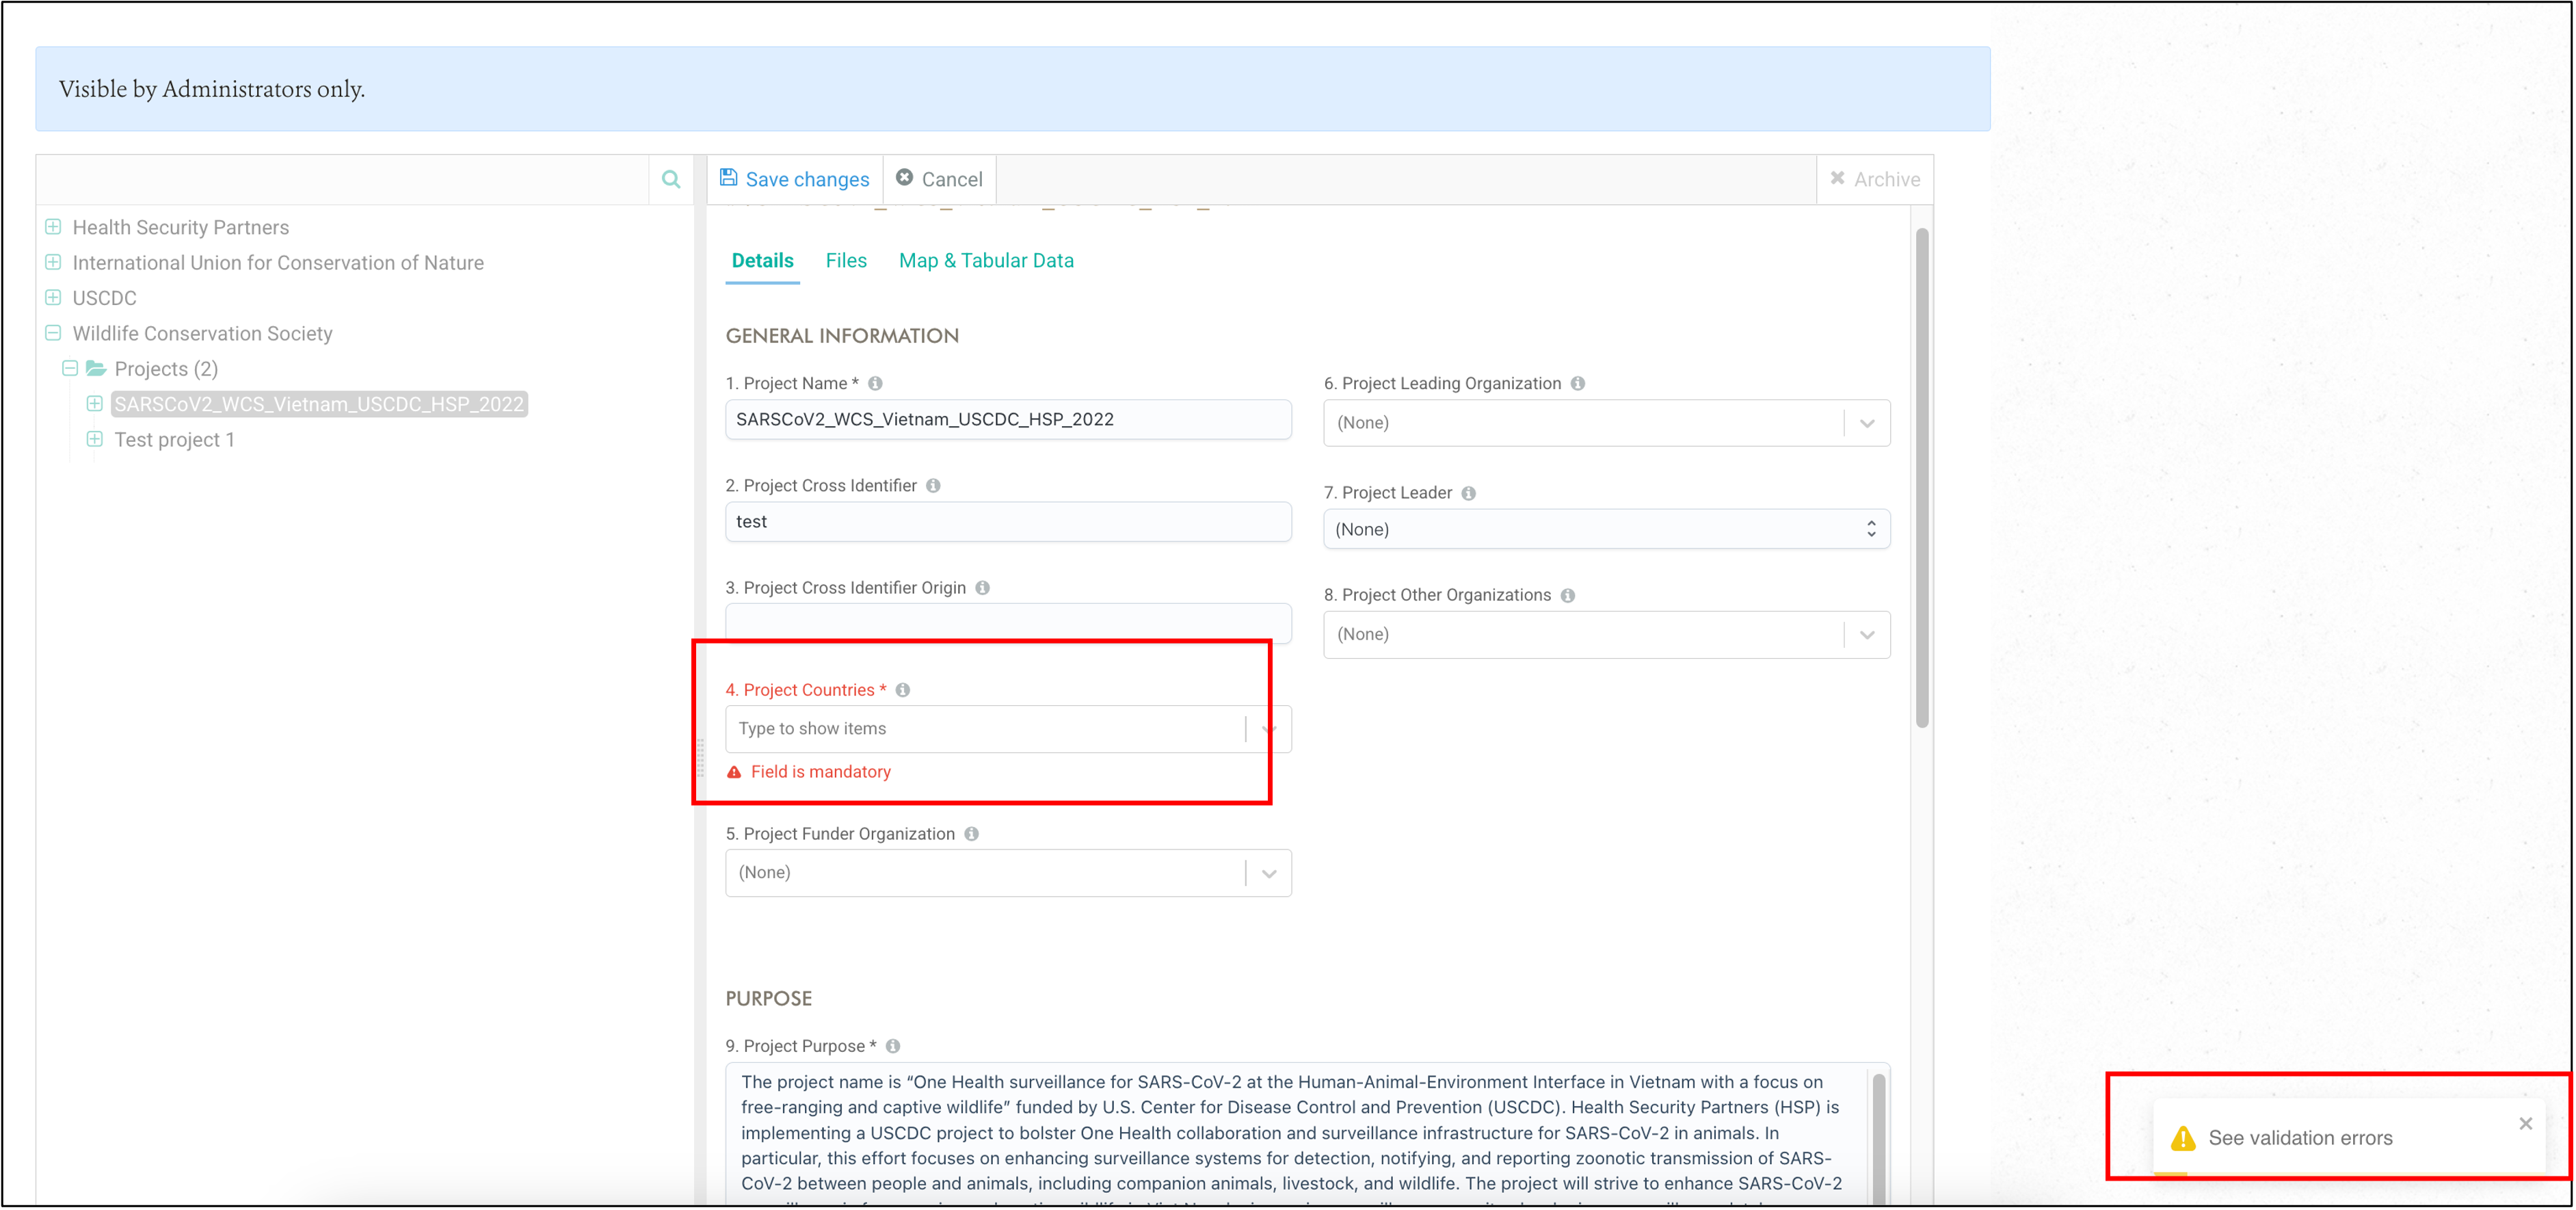 Visible by Administrators only.
Save changes
Cancel
Archive
Health Security Partners
International Union for Conservation of Nature
USCDC
Wildlife Conservation Society
Projects (2)
SARSCoV2_WCS_Vietnam_USCDC_HSP_2022
Test project 1
Details Files Map & Tabular Data
GENERAL INFORMATION
1. Project Name *
SARSCoV2_WCS_Vietnam_USCDC_HSP_2022
2. Project Cross Identifier
test
3. Project Cross Identifier Origin
4. Project Countries *
Type to show items
Field is mandatory
5. Project Funder Organization
(None)
6. Project Leading Organization
(None)
7. Project Leader
(None)
8. Project Other Organizations
(None)
PURPOSE
9. Project Purpose *
The project name is “One Health surveillance for SARS-CoV-2 at the Human-Animal-Environment Interface in Vietnam with a focus on
free-ranging and captive wildlife” funded by U.S. Center for Disease Control and Prevention (USCDC). Health Security Partners (HSP) is
implementing a USCDC project to bolster One Health collaboration and surveillance infrastructure for SARS-CoV-2 in animals. In
particular, this effort focuses on enhancing surveillance systems for detection, notifying, and reporting zoonotic transmission of SARS-
CoV-2 between people and animals, including companion animals, livestock, and wildlife. The project will strive to enhance SARS-CoV-2
See validation errors